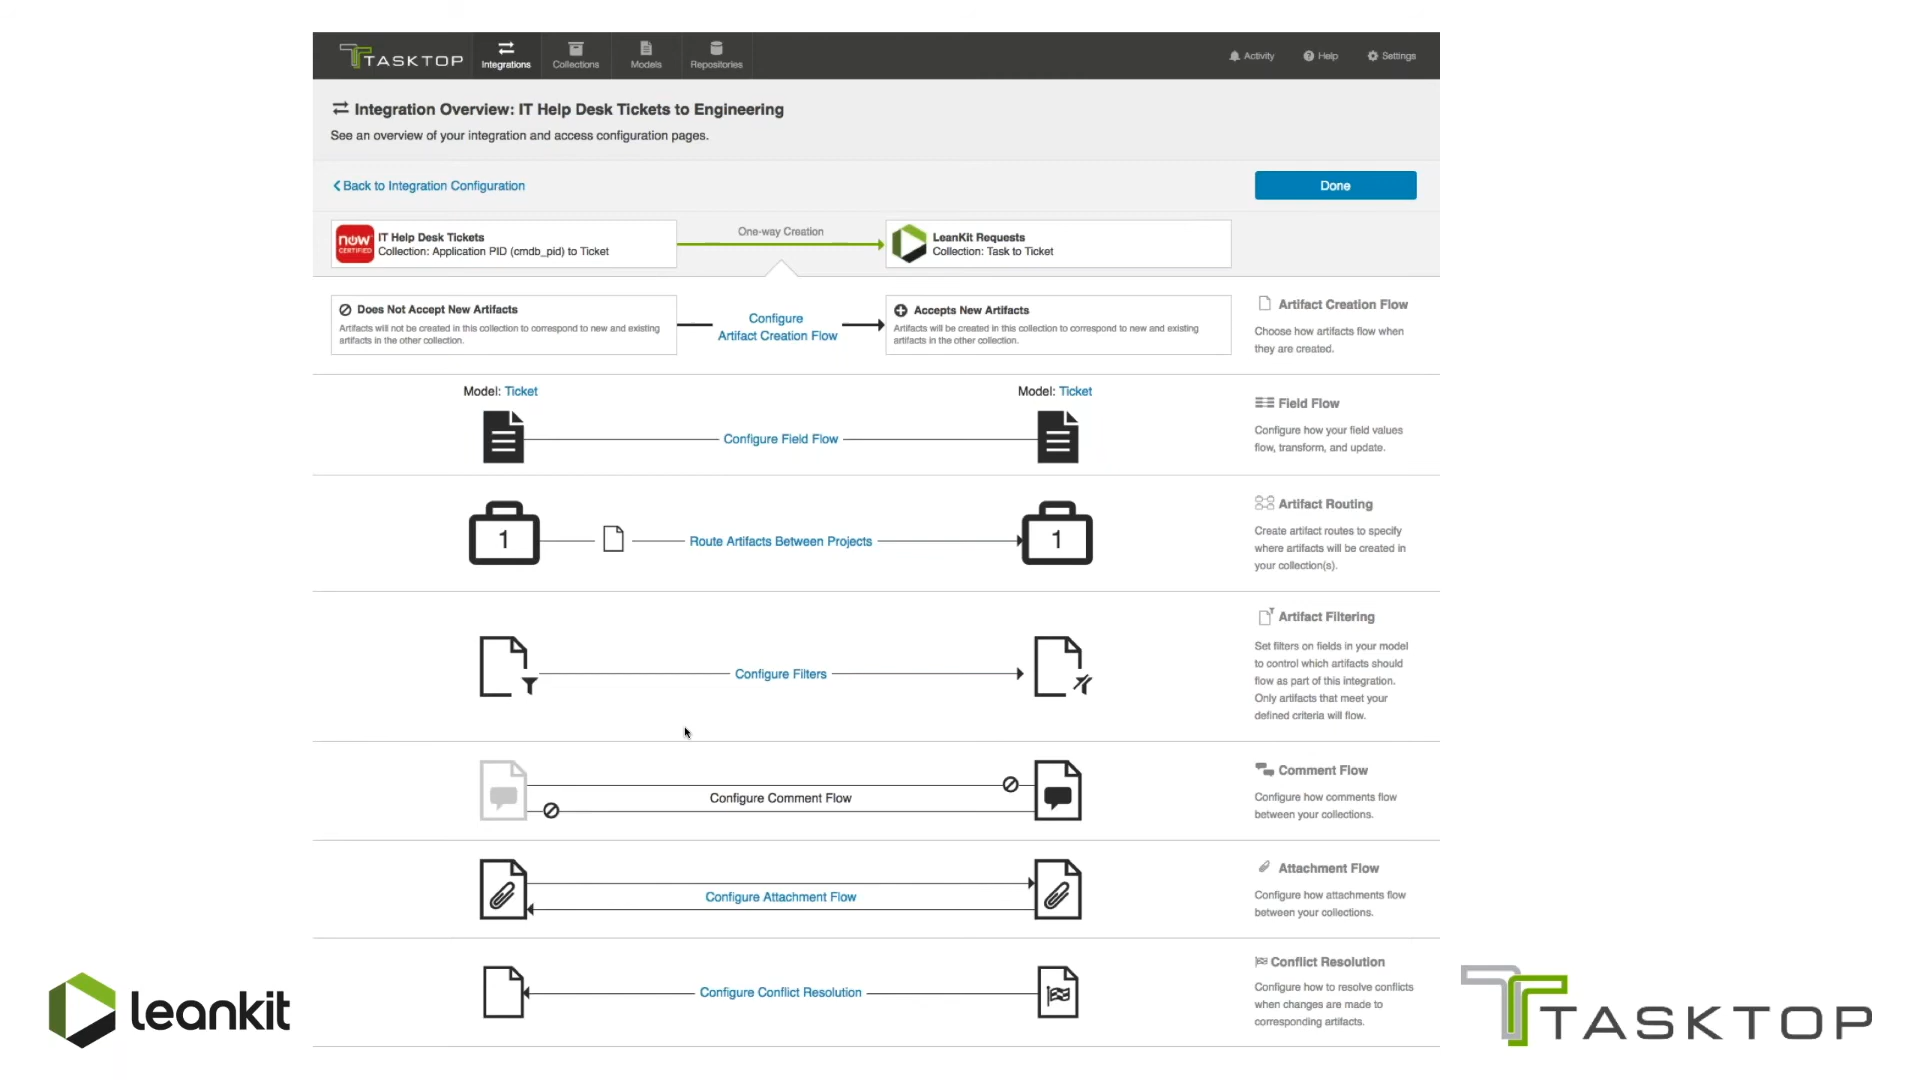 TASKTOP
Integrations
Collections
Models
Repositories
Activity
Help
Settings
Integration Overview: IT Help Desk Tickets to Engineering
See an overview of your integration and access configuration pages.
Back to Integration Configuration
Done
now
CERTIFIED
IT Help Desk Tickets
Collection: Application PID (cmdb_pid) to Ticket
One-way Creation
LeanKit Requests
Collection: Task to Ticket
Does Not Accept New Artifacts
Artifacts will not be created in this collection to correspond to new and existing
artifacts in the other collection.
Configure
Artifact Creation Flow
Accepts New Artifacts
Artifacts will be created in this collection to correspond to new and existing
artifacts in the other collection.
Artifact Creation Flow
Choose how artifacts flow when
they are created.
Model: Ticket
Model: Ticket
Configure Field Flow
Field Flow
Configure how your field values
flow, transform, and update.
1
Route Artifacts Between Projects
1
Artifact Routing
Create artifact routes to specify
where artifacts will be created in
your collection(s).
Configure Filters
Artifact Filtering
Set filters on fields in your model
to control which artifacts should
flow as part of this integration.
Only artifacts that meet your
defined criteria will flow.
Configure Comment Flow
Comment Flow
Configure how comments flow
between your collections.
Configure Attachment Flow
Attachment Flow
Configure how attachments flow
between your collections.
Configure Conflict Resolution
Conflict Resolution
Configure how to resolve conflicts
when changes are made to
corresponding artifacts.
leankit
TASKTOP